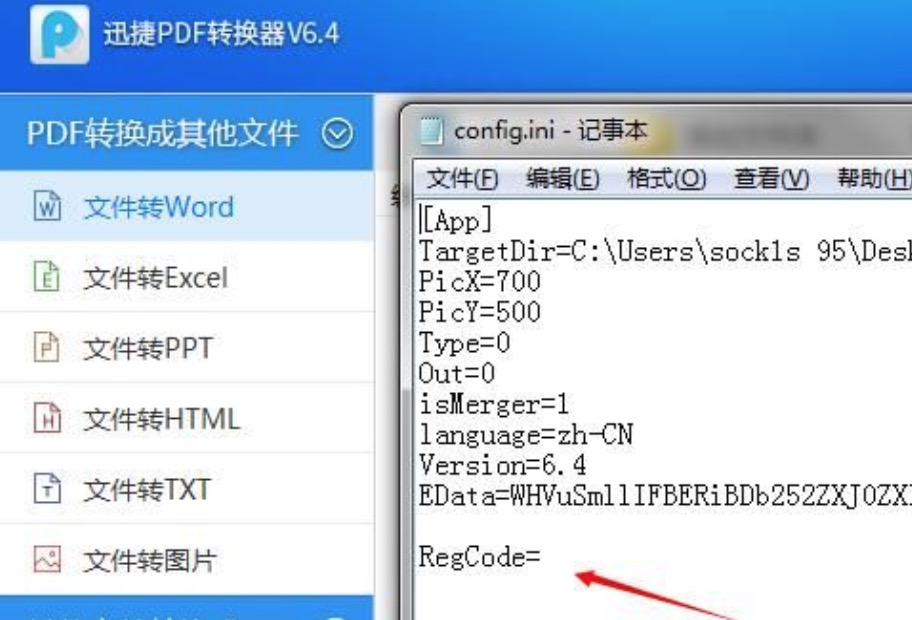 迅捷PDF转换器V6.4
PDF转换成其他文件
文件转Word
文件转Excel
文件转PPT
文件转HTML
文件转TXT
文件转图片
config.ini - 记事本
文件(F) 编辑(E) 格式(O) 查看(V) 帮助(H)
[App]
TargetDir=C:\Users\sock1s 95\Desk
PicX=700
PicY=500
Type=0
Out=0
isMerger=1
language=zh-CN
Version=6.4
RegCode=